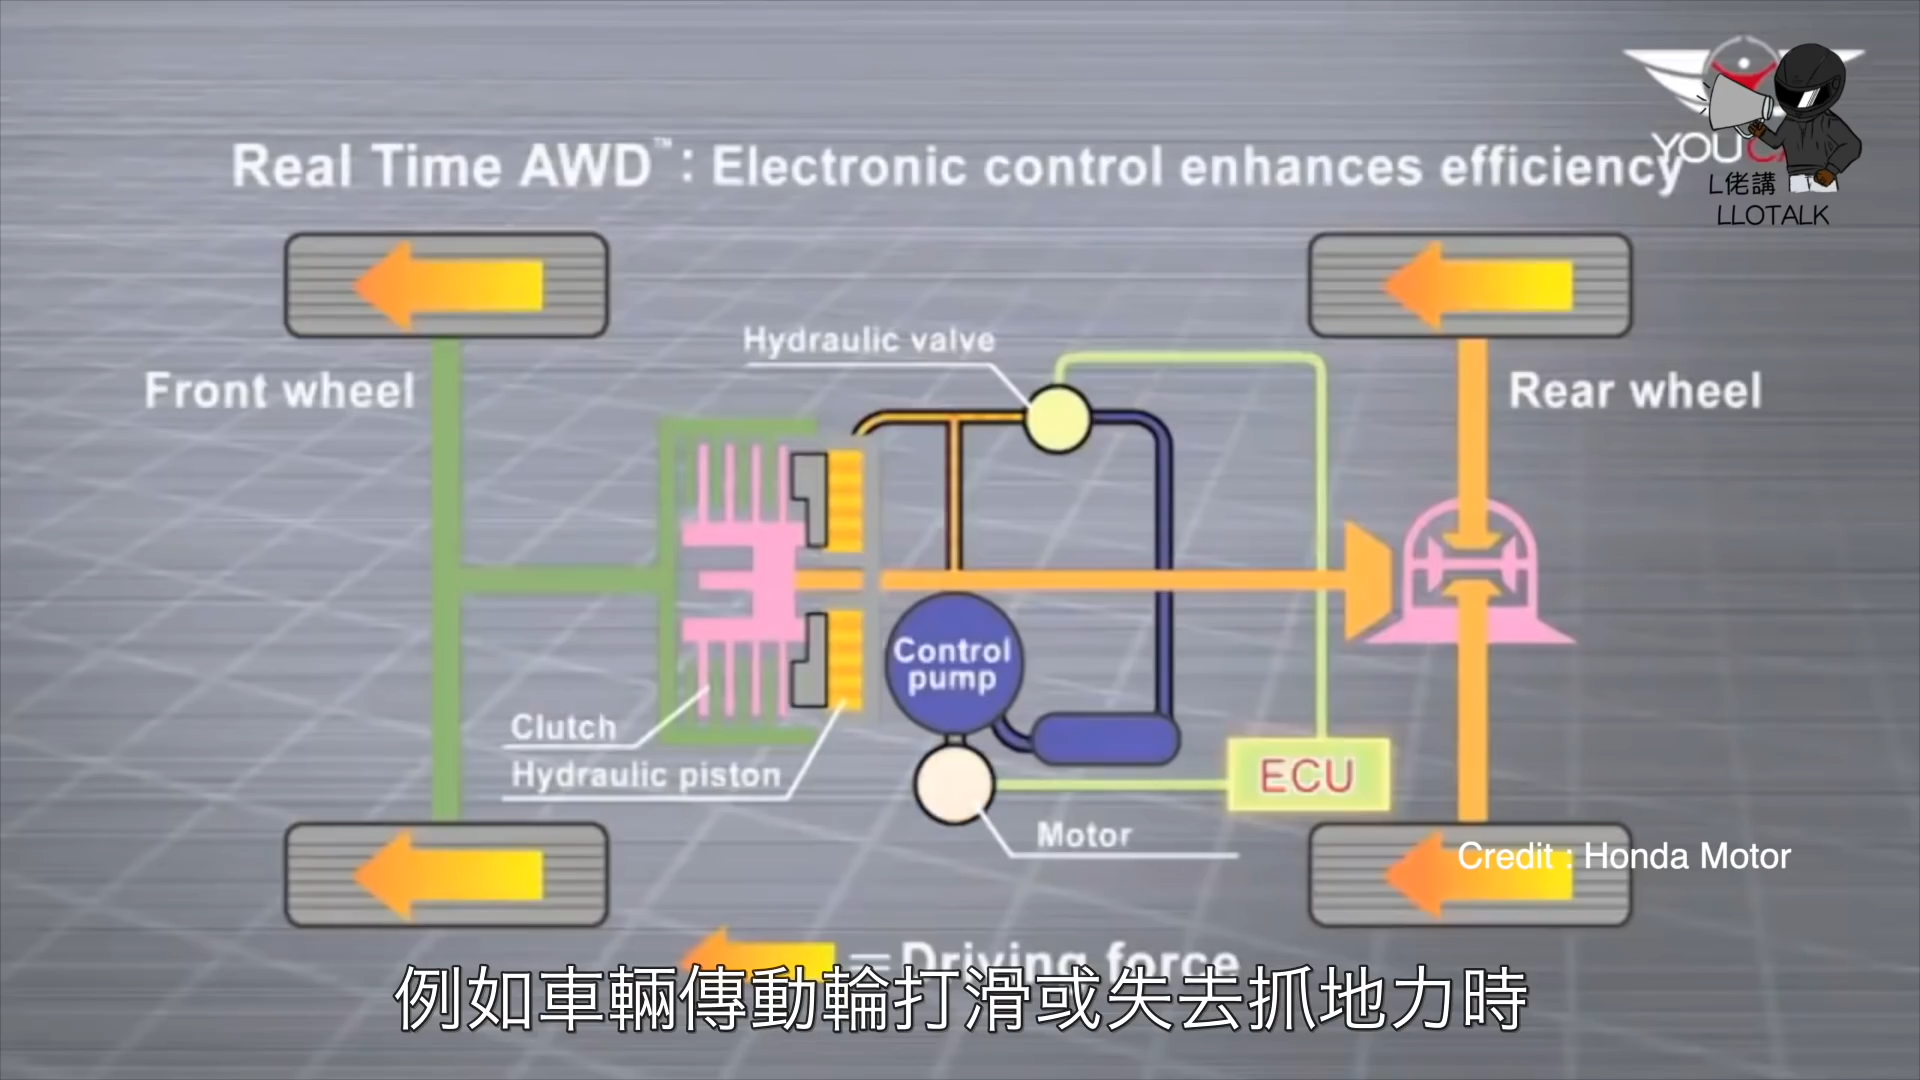 Real Time AWD™: Electronic control enhances efficiency
L佬講
LLOTALK
Hydraulic valve
Front wheel
Rear wheel
Control
pump
Clutch
Hydraulic piston
ECU
Motor
Credit : Honda Motor
=Driving force
例如車輛傳動輪打滑或失去抓地力時